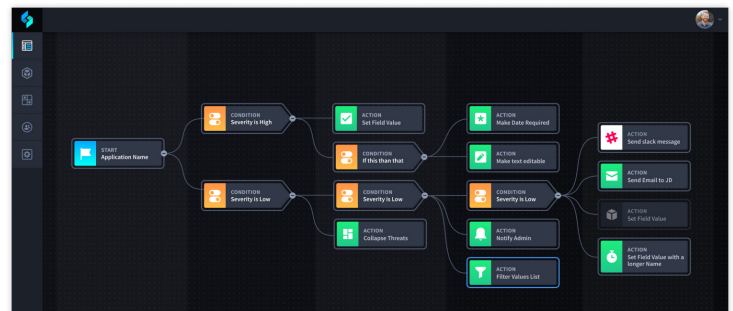 START
Application Name
CONDITION
Severity is High
CONDITION
Severity is Low
ACTION
Set Field Value
CONDITION
If this than that
CONDITION
Severity is Low
ACTION
Collapse Threats
ACTION
Make Date Required
ACTION
Make text editable
CONDITION
Severity is Low
ACTION
Notify Admin
ACTION
Filter Values List
ACTION
Send slack message
ACTION
Send Email to JD
ACTION
Set Field Value
ACTION
Set Field Value with a
longer Name